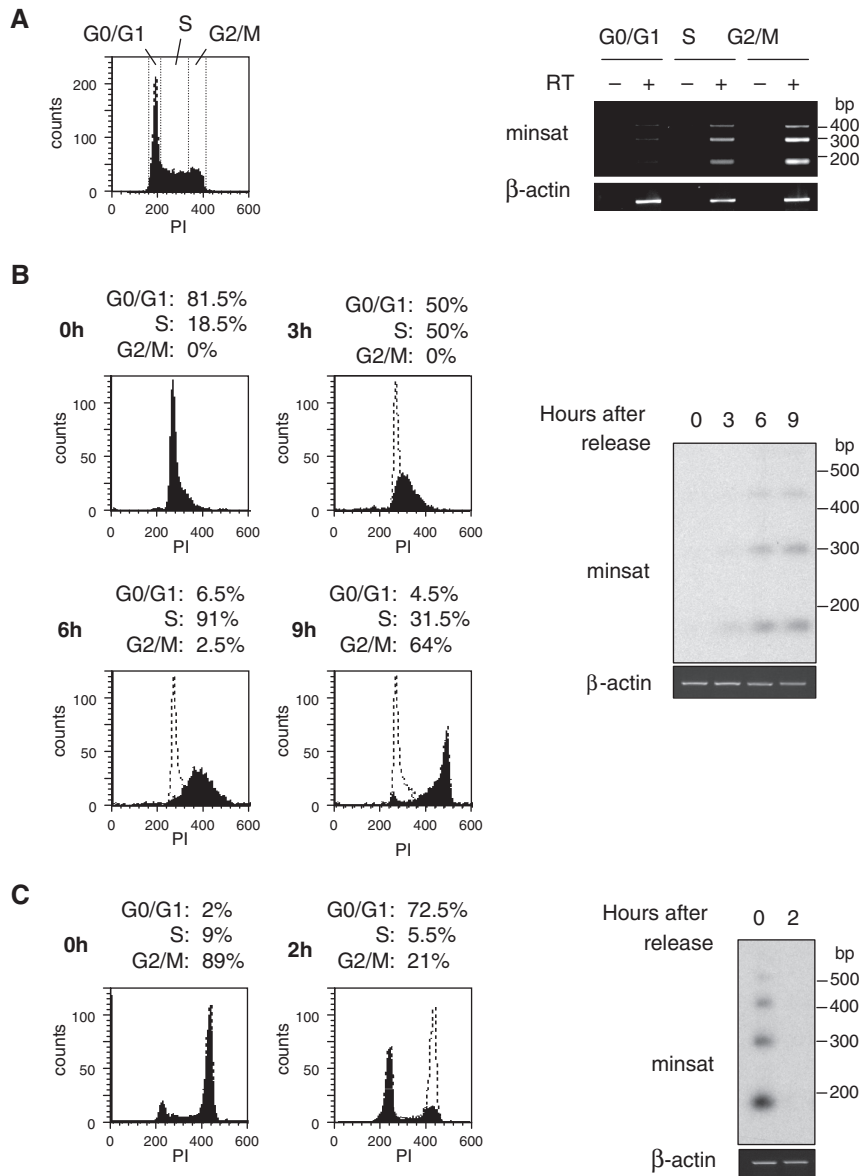 A
G0/G1 S G2/M
200
100
0
counts
0 200 400 600
PI
G0/G1 S G2/M
RT – + – + – +
bp
minsat
400
300
200
β-actin
B
0h
G0/G1: 81.5%
S: 18.5%
G2/M: 0%
100
50
0
counts
0 200 400 600
PI
3h
G0/G1: 50%
S: 50%
G2/M: 0%
100
50
0
counts
0 200 400 600
PI
6h
G0/G1: 6.5%
S: 91%
G2/M: 2.5%
100
50
0
counts
0 200 400 600
PI
9h
G0/G1: 4.5%
S: 31.5%
G2/M: 64%
100
50
0
counts
0 200 400 600
PI
Hours after
release
0 3 6 9
bp
500
400
300
200
minsat
β-actin
C
0h
G0/G1: 2%
S: 9%
G2/M: 89%
100
50
0
counts
0 200 400 600
PI
2h
G0/G1: 72.5%
S: 5.5%
G2/M: 21%
100
50
0
counts
0 200 400 600
PI
Hours after
release
0 2
bp
500
400
300
200
minsat
β-actin